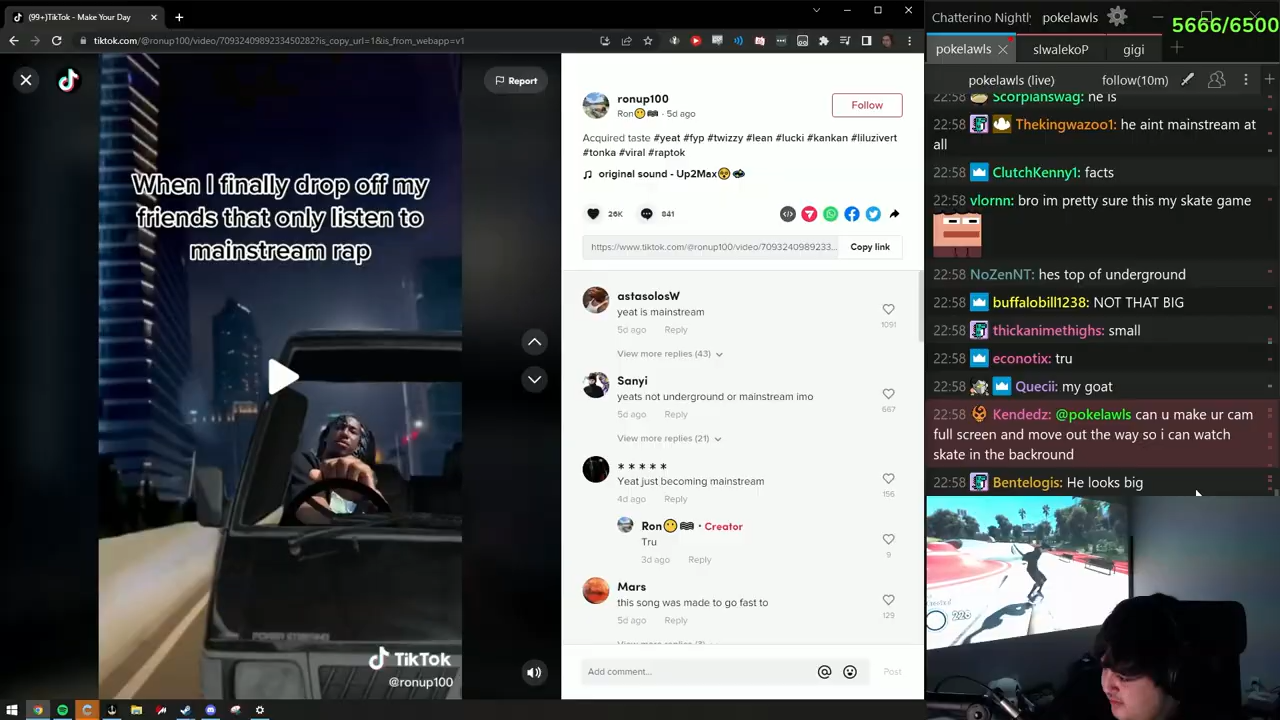 (99+)TikTok - Make Your Day
Chatterino Nightly
pokelawls
5666/6500
tiktok.com/@ronup100/video/7093240989233450282?is_copy_url=1&is_from_webapp=v1
pokelawls
slwalekoP
gigi
pokelawls (live)
follow(10m)
Report
When I finally drop off my
friends that only listen to
mainstream rap
TikTok
@ronup100
ronup100
Ron · 5d ago
Follow
Acquired taste #yeat #fyp #twizzy #lean #lucki #kankan #liluzivert
#tonka #viral #raptok
original sound - Up2Max
26K
841
https://www.tiktok.com/@ronup100/video/7093240989233...
Copy link
astasolosW
yeat is mainstream
5d ago Reply
1091
View more replies (43)
Sanyi
yeats not underground or mainstream imo
5d ago Reply
667
View more replies (21)
*****
Yeat just becoming mainstream
4d ago Reply
156
Ron · Creator
Tru
3d ago Reply
9
Mars
this song was made to go fast to
5d ago Reply
129
Add comment...
Post
22:58 Scorpianswag: he is
22:58 Thekingwazoo1: he aint mainstream at
all
22:58 ClutchKenny1: facts
22:58 vlornn: bro im pretty sure this my skate game
22:58 NoZenNT: hes top of underground
22:58 buffalobill1238: NOT THAT BIG
22:58 thickanimethighs: small
22:58 econotix: tru
22:58 Quecii: my goat
22:58 Kendedz: @pokelawls can u make ur cam
full screen and move out the way so i can watch
skate in the backround
22:58 Bentelogis: He looks big